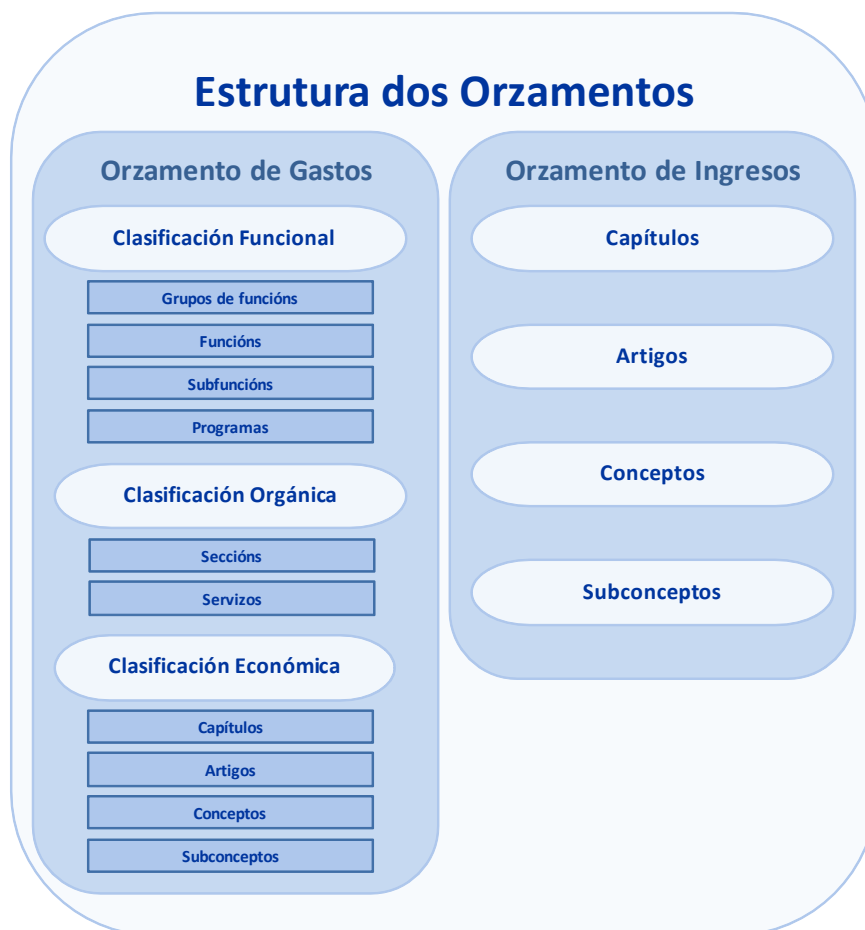 Estrutura dos Orzamentos
Orzamento de Gastos
Clasificación Funcional
Grupos de funcións
Funcións
Subfuncións
Programas
Clasificación Orgánica
Seccións
Servizos
Clasificación Económica
Capítulos
Artigos
Conceptos
Subconceptos
Orzamento de Ingresos
Capítulos
Artigos
Conceptos
Subconceptos